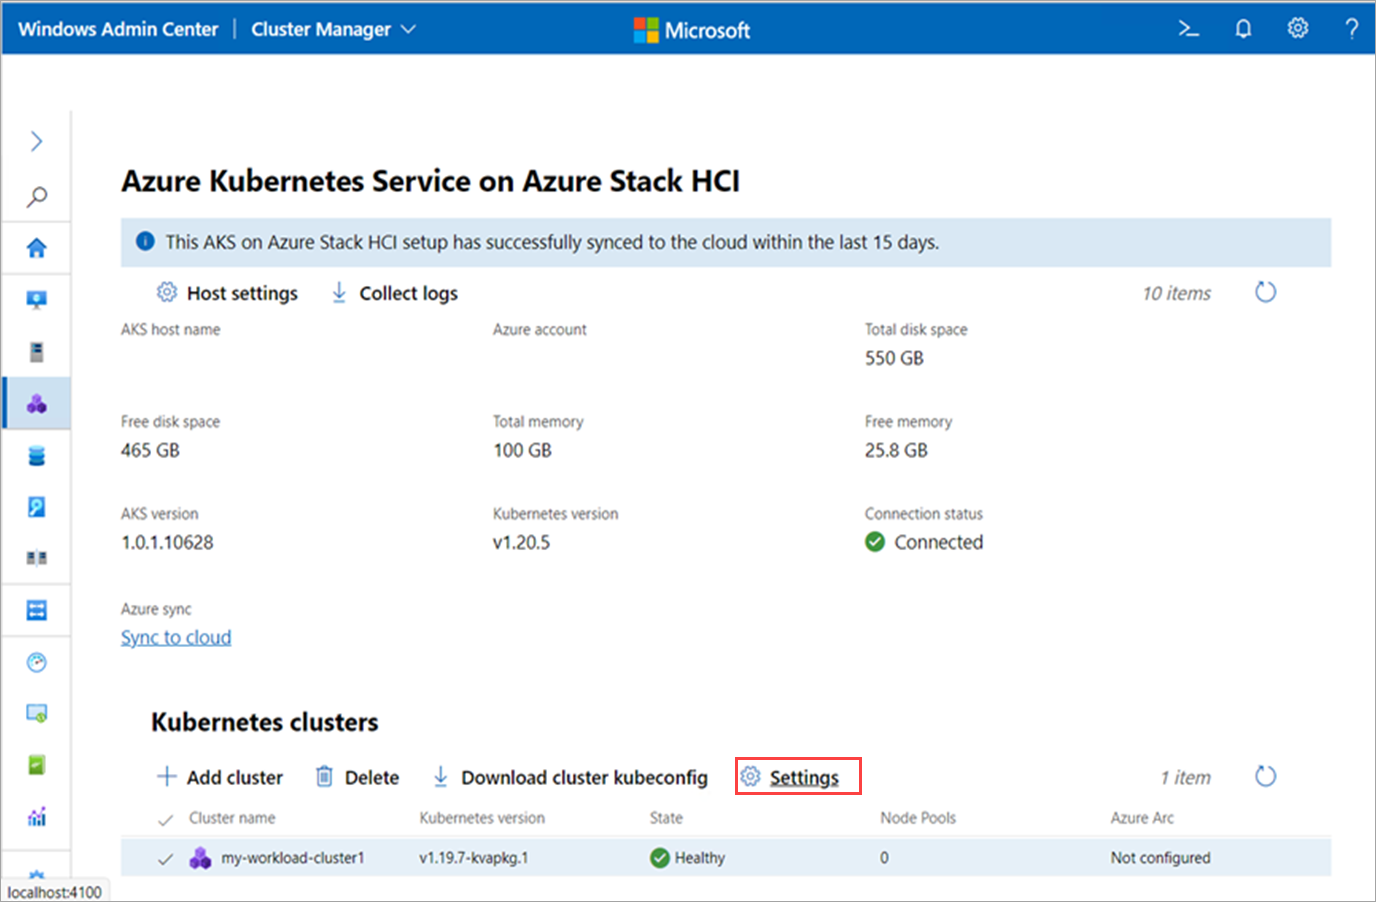 Windows Admin Center | Cluster Manager
Microsoft
?
Azure Kubernetes Service on Azure Stack HCI
This AKS on Azure Stack HCI setup has successfully synced to the cloud within the last 15 days.
Host settings Collect logs 10 items
AKS host name Azure account Total disk space
550 GB
Free disk space Total memory Free memory
465 GB 100 GB 25.8 GB
AKS version Kubernetes version Connection status
1.0.1.10628 v1.20.5 Connected
Azure sync
Sync to cloud
Kubernetes clusters
Add cluster Delete Download cluster kubeconfig Settings 1 item
Cluster name Kubernetes version State Node Pools Azure Arc
my-workload-cluster1 v1.19.7-kvapkg.1 Healthy 0 Not configured
localhost:4100